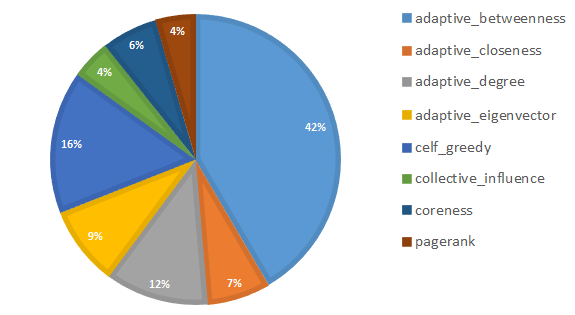 adaptive_betweenness
adaptive_closeness
adaptive_degree
adaptive_eigenvector
celf_greedy
collective_influence
coreness
pagerank
42%
7%
12%
9%
16%
4%
6%
4%